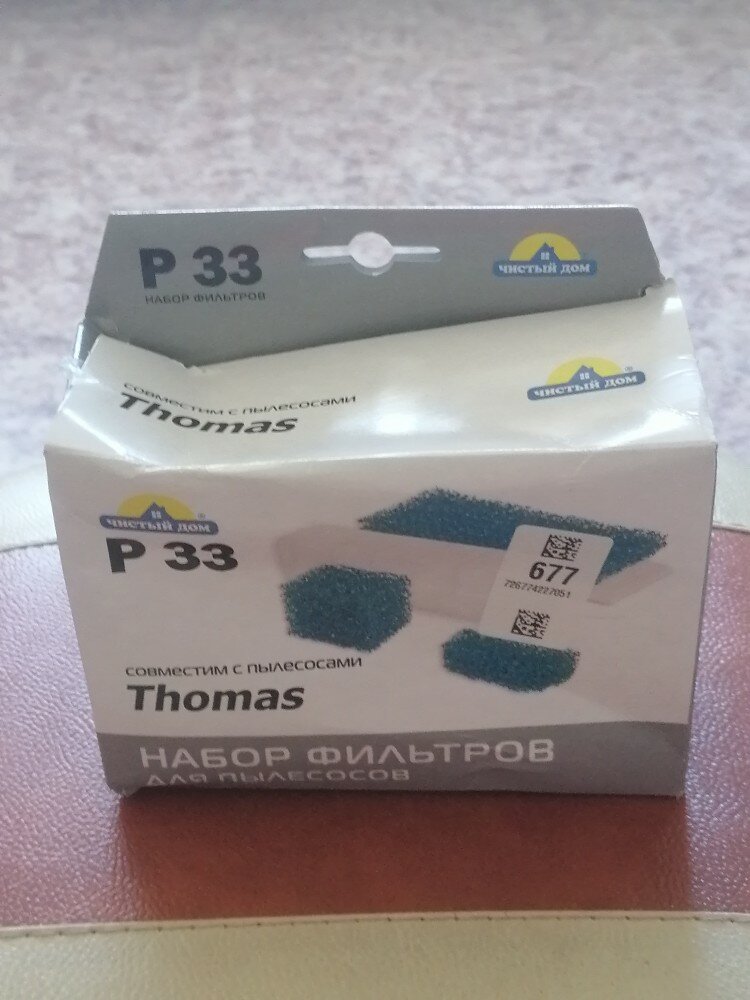 P 33
НАБОР ФИЛЬТРОВ
ЧИСТЫЙ ДОМ
СОВМЕСТИМ С ПЫЛЕСОСАМИ
Thomas
ЧИСТЫЙ ДОМ
®
ЧИСТЫЙ ДОМ
®
P 33
677
726774227051
СОВМЕСТИМ С ПЫЛЕСОСАМИ
Thomas
НАБОР ФИЛЬТРОВ
ДЛЯ ПЫЛЕСОСОВ